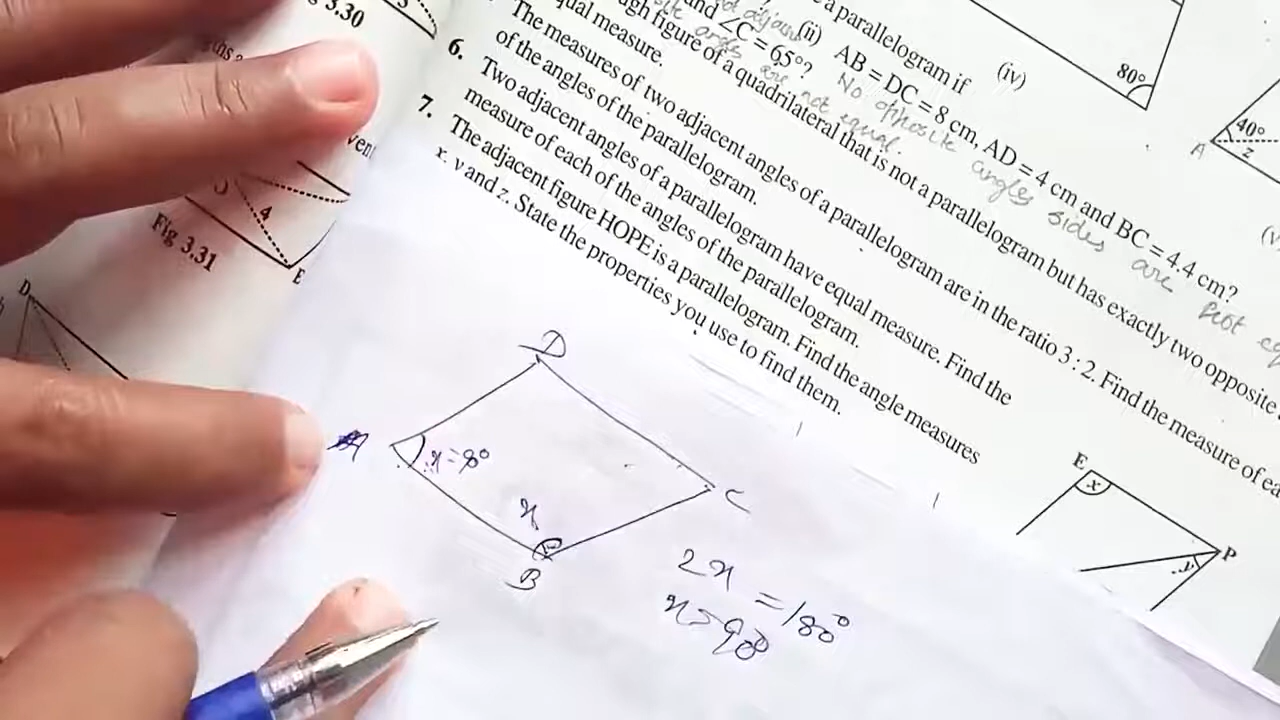 3.30
Fig 3.31
D
4
E
D
a parallelogram if
(iv)
80°
and ∠C = 65°?
(ii) AB = DC = 8 cm, AD = 4 cm and BC = 4.4 cm?
No opposite angles sides are not
angles are not equal.
ugh figure of a quadrilateral that is not a parallelogram but has exactly two opposite
qual measure.
The measures of two adjacent angles of a parallelogram are in the ratio 3 : 2. Find the measure of ea
of the angles of the parallelogram.
6. Two adjacent angles of a parallelogram have equal measure. Find the
measure of each of the angles of the parallelogram.
7. The adjacent figure HOPE is a parallelogram. Find the angle measures
x, y and z. State the properties you use to find them.
A
40°
z
(v
E
x
P
y
D
x = 90
C
x
B
2x = 180°
x = 90